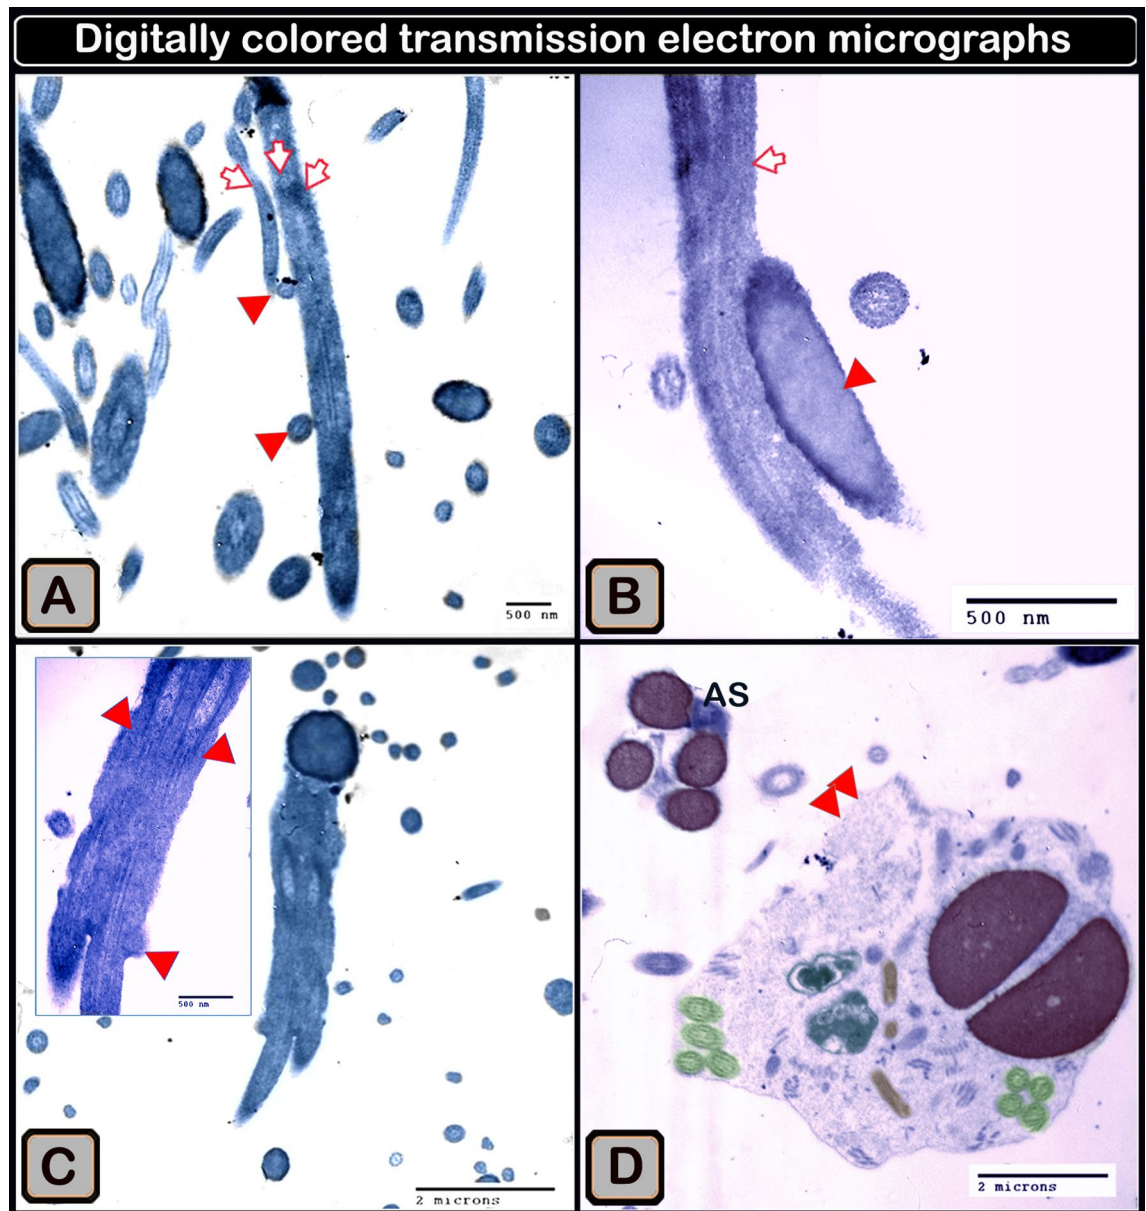 Digitally colored transmission electron micrographs
A
500 nm
B
500 nm
500 nm
C
2 microns
AS
D
2 microns